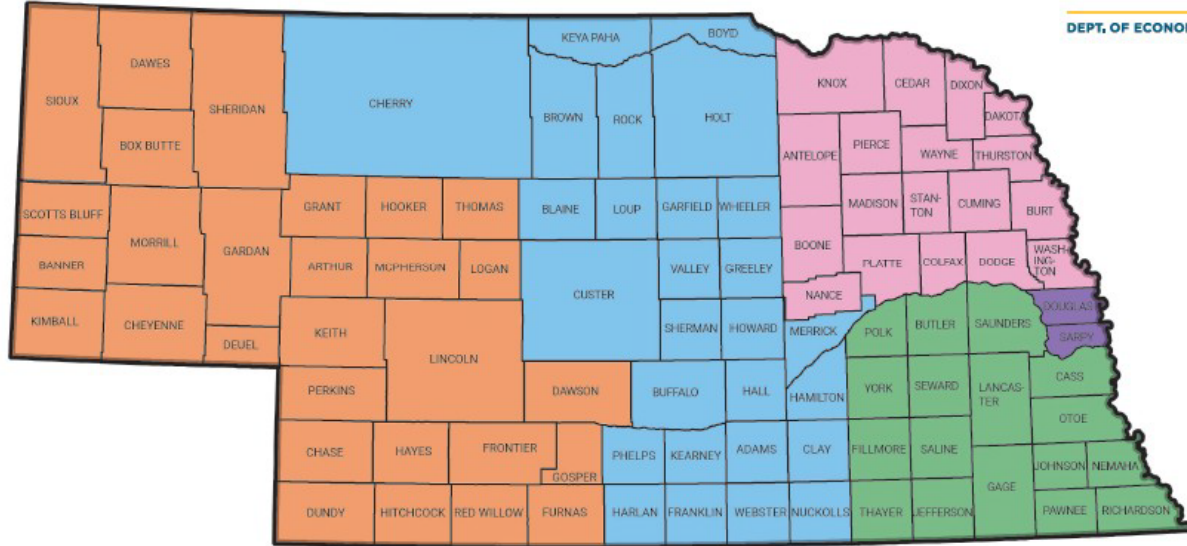 DEPT. OF ECONO
KEYA PAHA
BOYD
DAWES
SIOUX
SHERIDAN
CHERRY
KNOX
CEDAR
DIXON
DAKOTA
BOX BUTTE
BROWN
ROCK
HOLT
ANTELOPE
PIERCE
WAYNE
THURSTON
SCOTTS BLUFF
MORRILL
GARDAN
GRANT
HOOKER
THOMAS
BLAINE
LOUP
GARFIELD
WHEELER
MADISON
STAN-
TON
CUMING
BURT
BANNER
ARTHUR
MCPHERSON
LOGAN
CUSTER
VALLEY
GREELEY
BOONE
PLATTE
COLFAX
DODGE
WASH-
ING-
TON
KIMBALL
CHEYENNE
DEUEL
KEITH
LINCOLN
SHERMAN
HOWARD
NANCE
MERRICK
POLK
BUTLER
SAUNDERS
DOUGLAS
SARPY
PERKINS
DAWSON
BUFFALO
HALL
HAMILTON
YORK
SEWARD
LANCAS-
TER
CASS
OTOE
CHASE
HAYES
FRONTIER
GOSPER
PHELPS
KEARNEY
ADAMS
CLAY
FILLMORE
SALINE
GAGE
JOHNSON
NEMAHA
DUNDY
HITCHCOCK
RED WILLOW
FURNAS
HARLAN
FRANKLIN
WEBSTER
NUCKOLLS
THAYER
JEFFERSON
PAWNEE
RICHARDSON